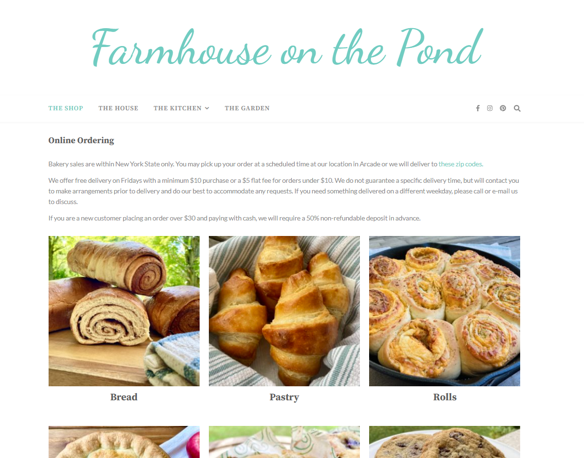 Farmhouse on the Pond
THE SHOP THE HOUSE THE KITCHEN THE GARDEN
Online Ordering
Bakery sales are within New York State only. You may pick up your order at a scheduled time at our location in Arcade or we will deliver to these zip codes.
We offer free delivery on Fridays with a minimum $10 purchase or a $5 flat fee for orders under $10. We do not guarantee a specific delivery time, but will contact you
to make arrangements prior to delivery and do our best to accommodate any requests. If you need something delivered on a different weekday, please call or e-mail us
to discuss.
If you are a new customer placing an order over $30 and paying with cash, we will require a 50% non-refundable deposit in advance.
Bread Pastry Rolls